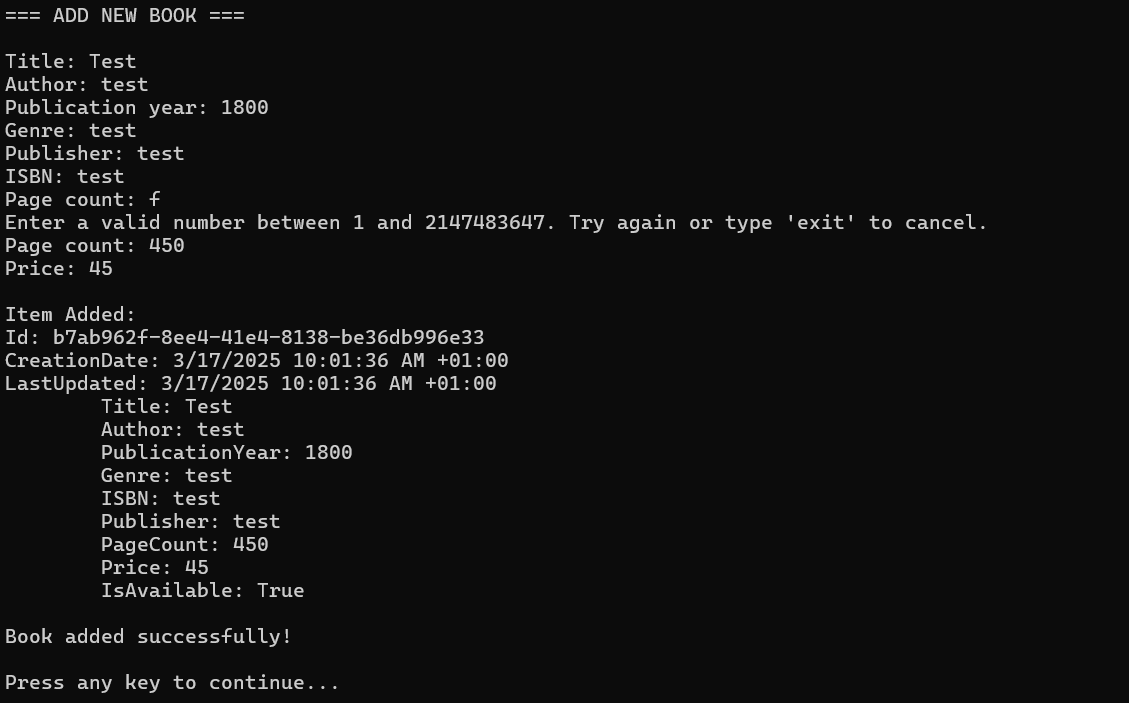 === ADD NEW BOOK ===
Title: Test
Author: test
Publication year: 1800
Genre: test
Publisher: test
ISBN: test
Page count: f
Enter a valid number between 1 and 2147483647. Try again or type 'exit' to cancel.
Page count: 450
Price: 45
Item Added:
Id: b7ab962f-8ee4-41e4-8138-be36db996e33
CreationDate: 3/17/2025 10:01:36 AM +01:00
LastUpdated: 3/17/2025 10:01:36 AM +01:00
Title: Test
Author: test
PublicationYear: 1800
Genre: test
ISBN: test
Publisher: test
PageCount: 450
Price: 45
IsAvailable: True
Book added successfully!
Press any key to continue...